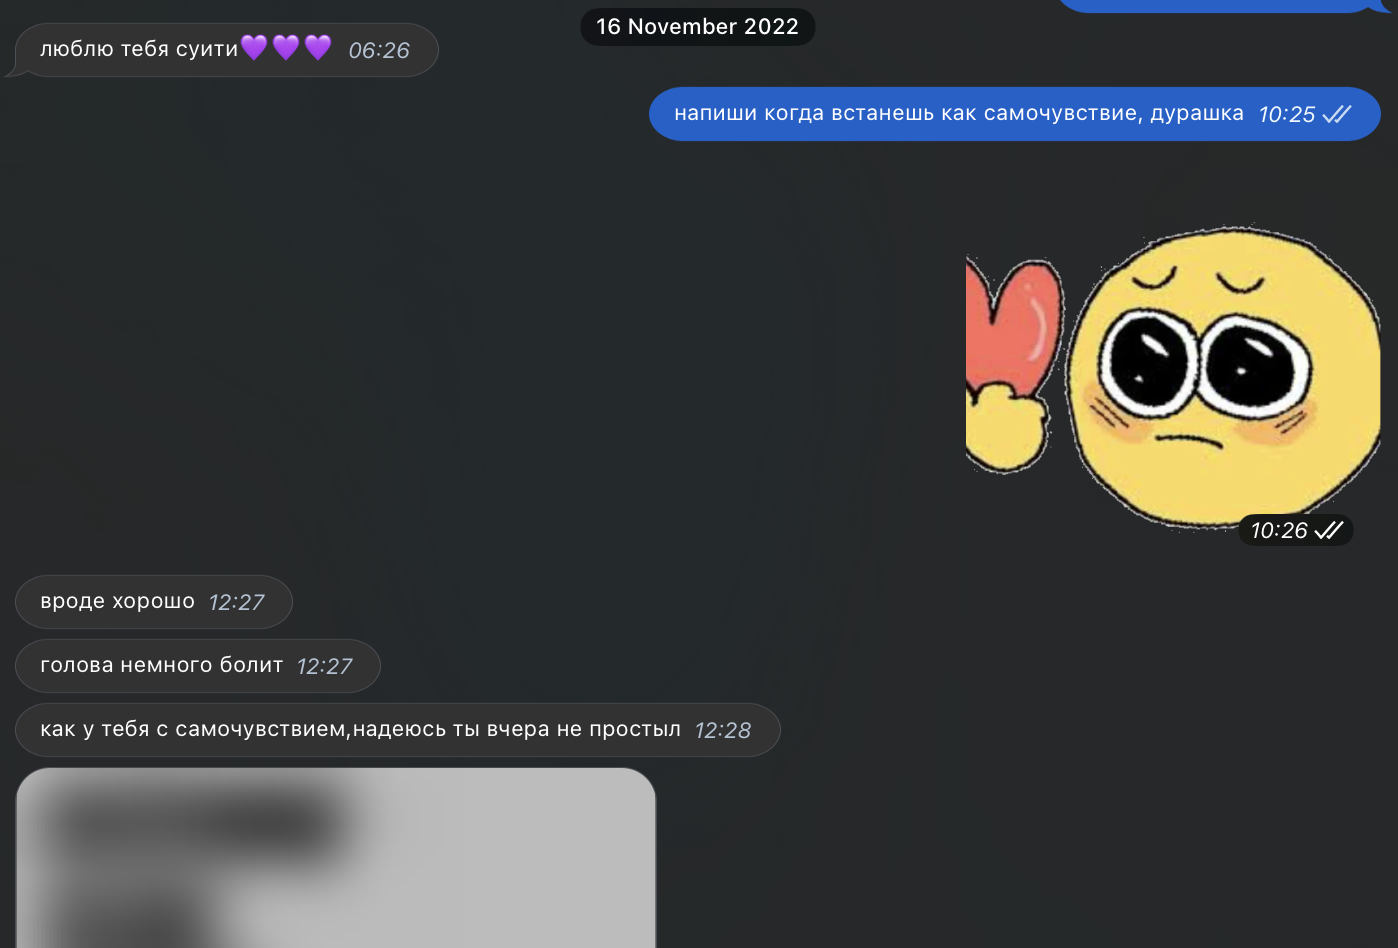 16 November 2022
люблю тебя суити💜💜💜 06:26
напиши когда встанешь как самочувствие, дурашка 10:25
10:26
вроде хорошо 12:27
голова немного болит 12:27
как у тебя с самочувствием,надеюсь ты вчера не простыл 12:28